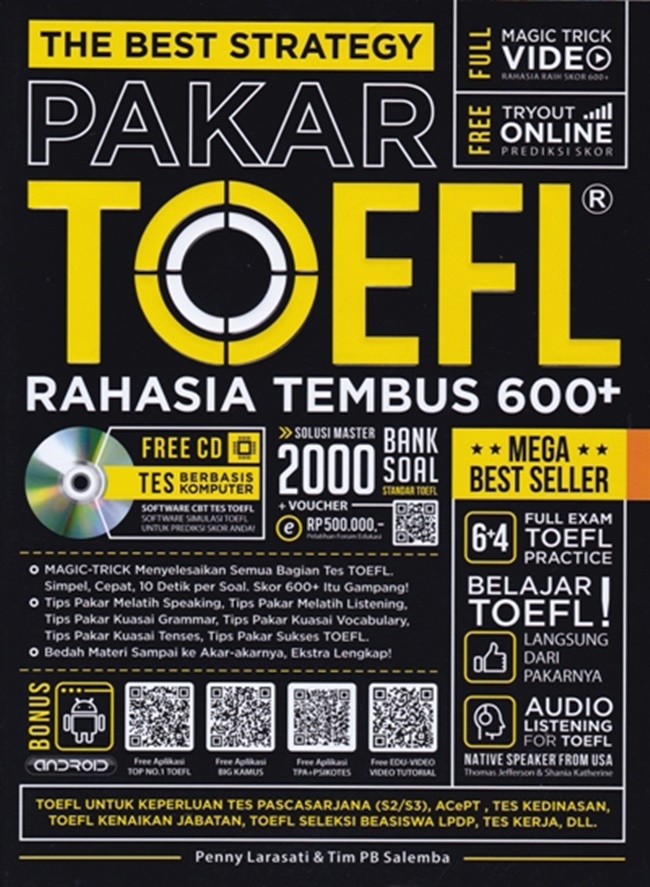 THE BEST STRATEGY
PAKAR
TOEFL®
RAHASIA TEMBUS 600+
FULL MAGIC TRICK
VIDEO
RAHASIA RAIH SKOR 600+
FREE TRYOUT
ONLINE
PREDIKSI SKOR
FREE CD
TES BERBASIS
KOMPUTER
SOFTWARE CBT TES TOEFL
SOFTWARE SIMULASI TOEFL
UNTUK PREDIKSI SKOR ANDA!
SOLUSI MASTER
2000
BANK
SOAL
STANDAR TOEFL
+ VOUCHER
e RP500.000,-
Pelatihan Forum Edukasi
MEGA
BEST SELLER
6+4
FULL EXAM
TOEFL
PRACTICE
BELAJAR
TOEFL!
LANGSUNG
DARI
PAKARNYA
AUDIO
LISTENING
FOR TOEFL
NATIVE SPEAKER FROM USA
Thomas Jefferson & Shania Katherine
MAGIC-TRICK Menyelesaikan Semua Bagian Tes TOEFL.
Simpel, Cepat, 10 Detik per Soal. Skor 600+ Itu Gampang!
Tips Pakar Melatih Speaking, Tips Pakar Melatih Listening,
Tips Pakar Kuasai Grammar, Tips Pakar Kuasai Vocabulary,
Tips Pakar Kuasai Tenses, Tips Pakar Sukses TOEFL.
Bedah Materi Sampai ke Akar-akarnya, Ekstra Lengkap!
BONUS
ANDROID
Free Aplikasi
TOP NO.1 TOEFL
Free Aplikasi
BIG KAMUS
Free Aplikasi
TPA+PSIKOTES
Free EDU-VIDEO
VIDEO TUTORIAL
TOEFL UNTUK KEPERLUAN TES PASCASARJANA (S2/S3), ACePT , TES KEDINASAN,
TOEFL KENAIKAN JABATAN, TOEFL SELEKSI BEASISWA LPDP, TES KERJA, DLL.
Penny Larasati & Tim PB Salemba